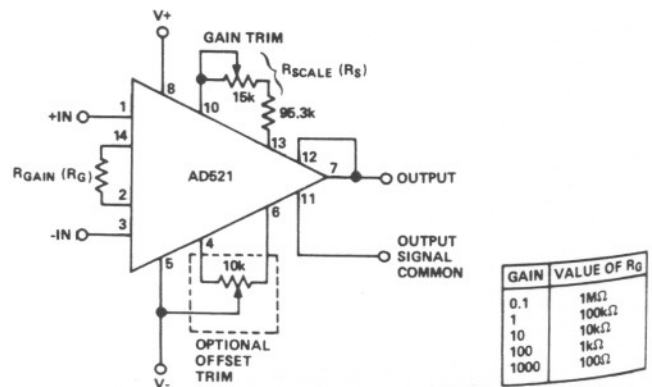 V+
GAIN TRIM
RSCALE (RS)
8
10
15k
95.3k
+IN
1
14
13
12
RGAIN (RG)
AD521
7
OUTPUT
2
11
6
-IN
3
4
5
10k
OUTPUT
SIGNAL
COMMON
OPTIONAL
OFFSET
TRIM
V-
GAIN VALUE OF RG
0.1 1MΩ
1 100kΩ
10 10kΩ
100 1kΩ
1000 100Ω